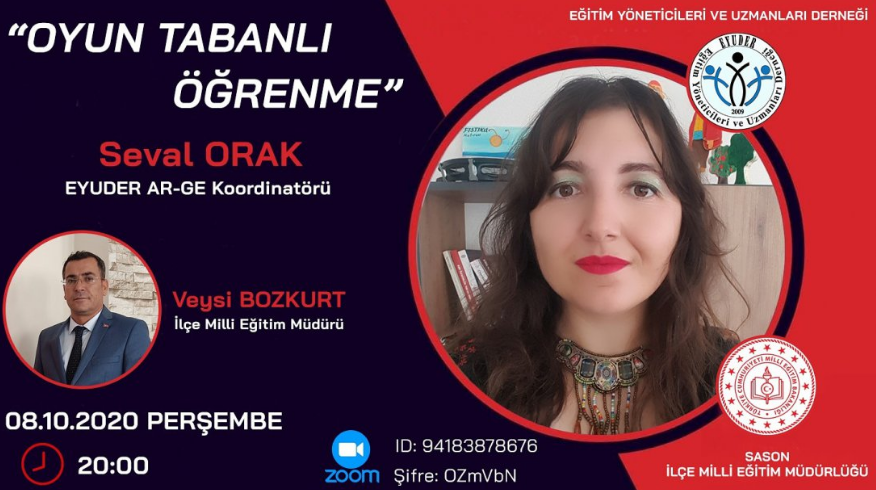 EĞİTİM YÖNETİCİLERİ VE UZMANLARI DERNEĞİ
“OYUN TABANLI
ÖĞRENME”
Seval ORAK
EYUDER AR-GE Koordinatörü
EYUDER
Eğitim Yöneticileri ve Uzmanları Derneği
2009
Veysi BOZKURT
İlçe Milli Eğitim Müdürü
08.10.2020 PERŞEMBE
20:00
zoom
ID: 94183878676
Şifre: OZmVbN
TÜRKİYE CUMHURİYETİ MİLLÎ EĞİTİM BAKANLIĞI
SASON
İLÇE MİLLİ EĞİTİM MÜDÜRLÜĞÜ